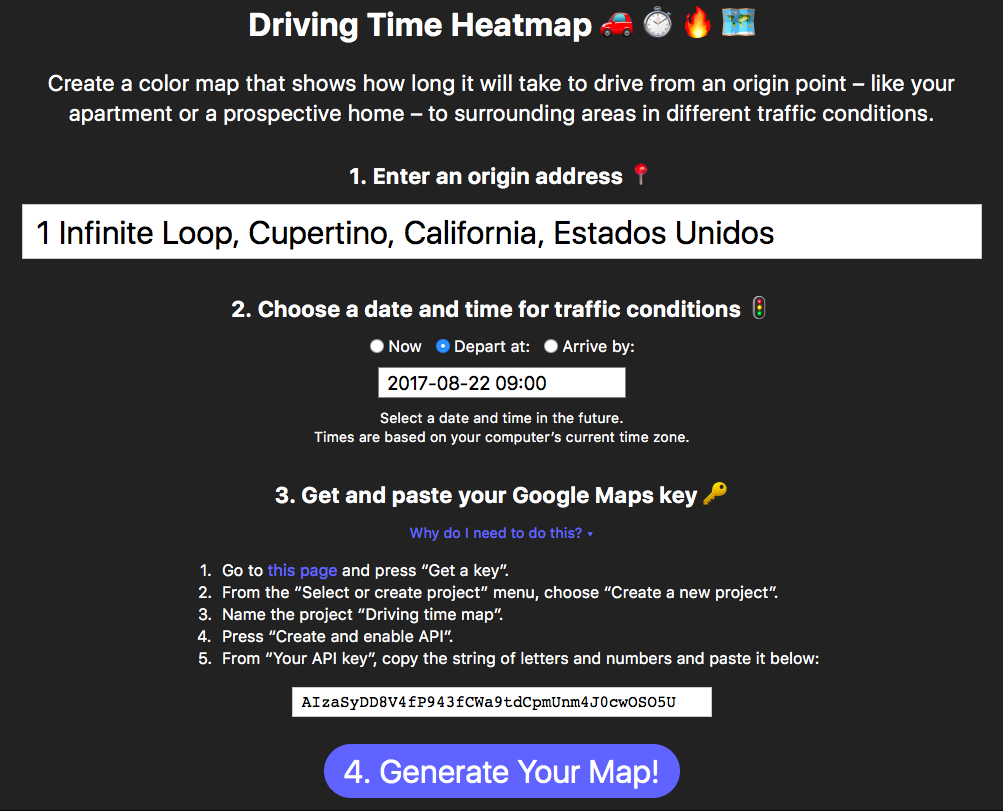 Driving Time Heatmap 🚗 ⏱ 🔥 🗺
Create a color map that shows how long it will take to drive from an origin point – like your
apartment or a prospective home – to surrounding areas in different traffic conditions.
1. Enter an origin address 📍
1 Infinite Loop, Cupertino, California, Estados Unidos
2. Choose a date and time for traffic conditions 🚦
Now Depart at: Arrive by:
2017-08-22 09:00
Select a date and time in the future.
Times are based on your computer’s current time zone.
3. Get and paste your Google Maps key 🔑
Why do I need to do this? ▾
1. Go to this page and press “Get a key”.
2. From the “Select or create project” menu, choose “Create a new project”.
3. Name the project “Driving time map”.
4. Press “Create and enable API”.
5. From “Your API key”, copy the string of letters and numbers and paste it below:
AIzaSyDD8V4fP943fCWa9tdCpmUnm4J0cwOSO5U
4. Generate Your Map!